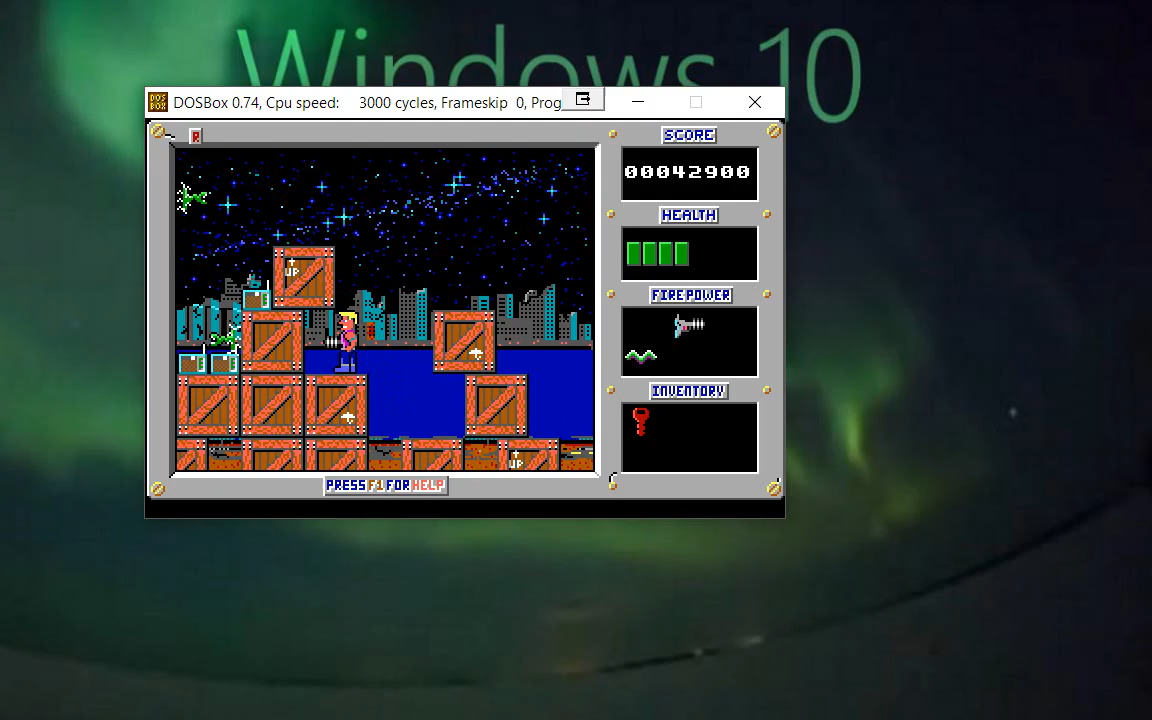 Windows 10
DOSBox 0.74, Cpu speed: 3000 cycles, Frameskip 0, Prog
R
SCORE
00042900
HEALTH
UP
FIREPOWER
INVENTORY
UP
PRESS F1 FOR HELP